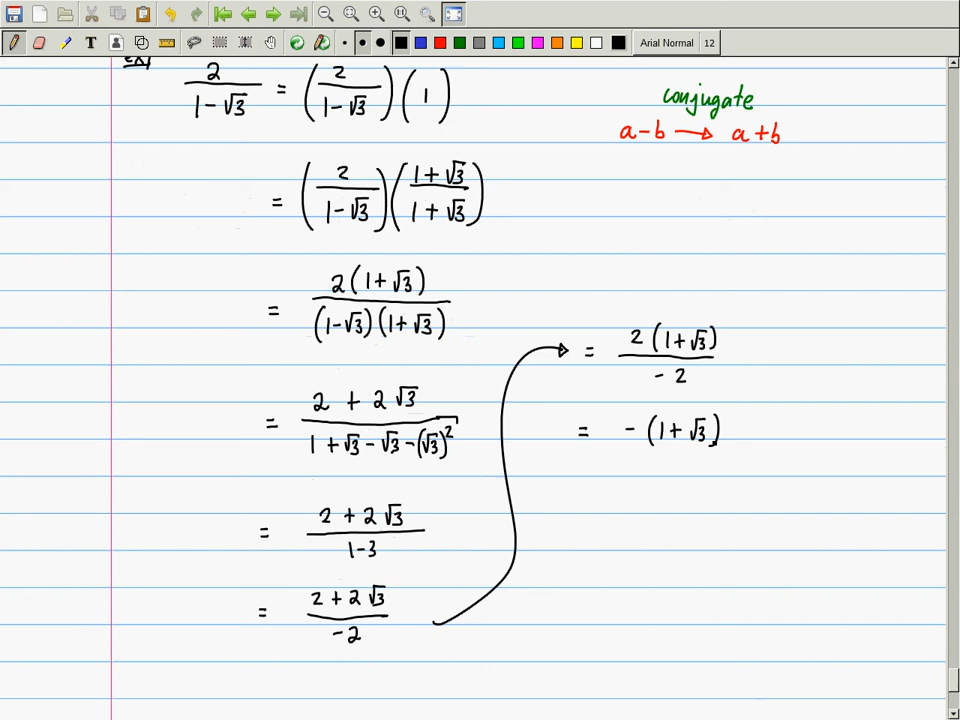 Arial Normal 12
ex)
2/(1-√3) = (2/(1-√3))(1)
conjugate
a-b → a+b
= (2/(1-√3))((1+√3)/(1+√3))
= 2(1+√3)/((1-√3)(1+√3))
= (2+2√3)/(1+√3-√3-(√3)²)
= (2+2√3)/(1-3)
= (2+2√3)/-2
= 2(1+√3)/-2
= -(1+√3)